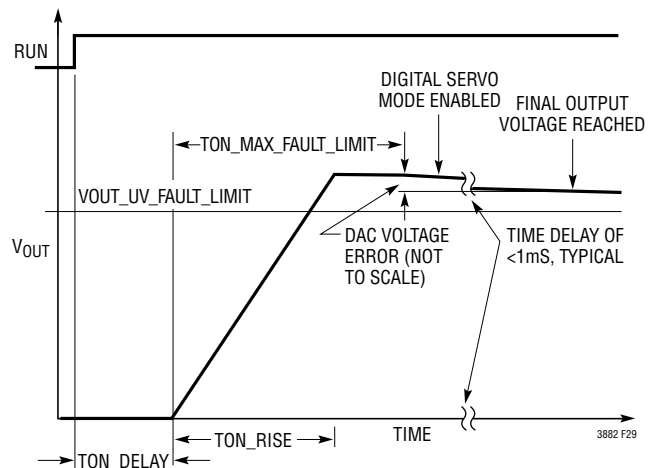 RUN
DIGITAL SERVO
MODE ENABLED
FINAL OUTPUT
VOLTAGE REACHED
TON_MAX_FAULT_LIMIT
VOUT_UV_FAULT_LIMIT
VOUT
DAC VOLTAGE
ERROR (NOT
TO SCALE)
TIME DELAY OF
<1mS, TYPICAL
TON_RISE
TIME
3882 F29
TON_DELAY